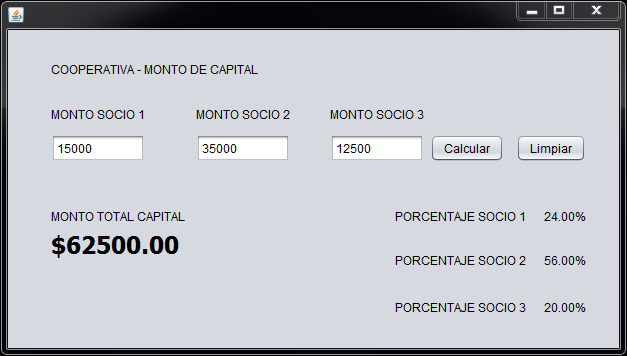 COOPERATIVA - MONTO DE CAPITAL
MONTO SOCIO 1 MONTO SOCIO 2 MONTO SOCIO 3
15000 35000 12500 Calcular Limpiar
MONTO TOTAL CAPITAL PORCENTAJE SOCIO 1 24.00%
$62500.00
PORCENTAJE SOCIO 2 56.00%
PORCENTAJE SOCIO 3 20.00%